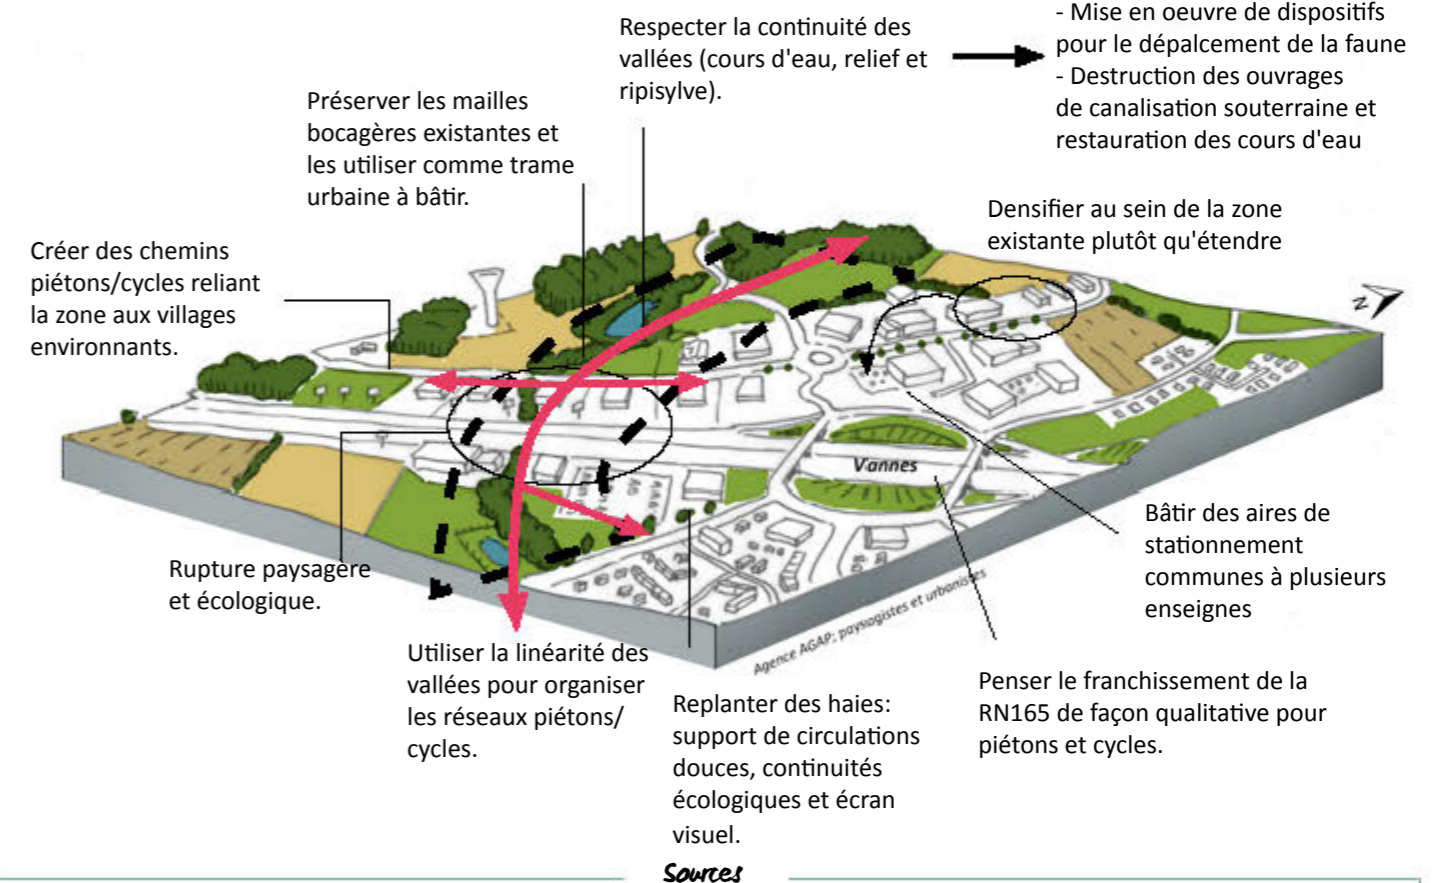 - Mise en oeuvre de dispositifs
pour le dépalcement de la faune
- Destruction des ouvrages
de canalisation souterraine et
restauration des cours d'eau
Respecter la continuité des
vallées (cours d'eau, relief et
ripisylve).
Préserver les mailles
bocagères existantes et
les utiliser comme trame
urbaine à bâtir.
Densifier au sein de la zone
existante plutôt qu'étendre
Créer des chemins
piétons/cycles reliant
la zone aux villages
environnants.
N
Vannes
Bâtir des aires de
stationnement
communes à plusieurs
enseignes
Rupture paysagère
et écologique.
Agence AGAP; paysagistes et urbanistes
Utiliser la linéarité des
vallées pour organiser
les réseaux piétons/
cycles.
Replanter des haies:
support de circulations
douces, continuités
écologiques et écran
visuel.
Penser le franchissement de la
RN165 de façon qualitative pour
piétons et cycles.
Sources